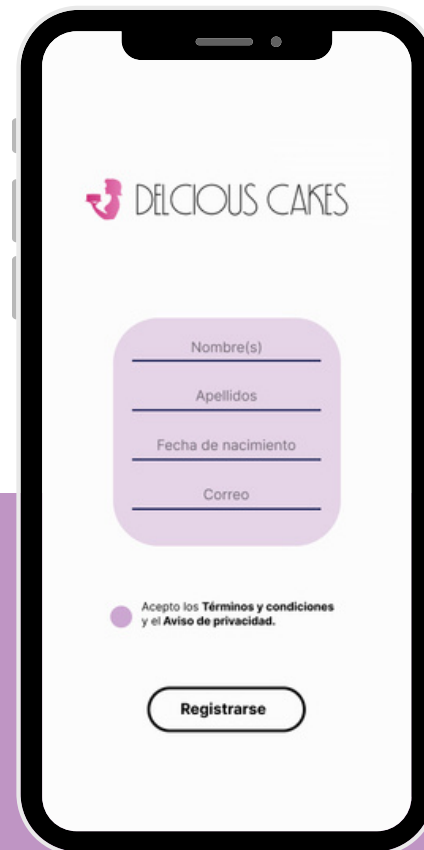 DELCIOUS CAKES
Nombre(s)
Apellidos
Fecha de nacimiento
Correo
Acepto los Términos y condiciones
y el Aviso de privacidad.
Registrarse